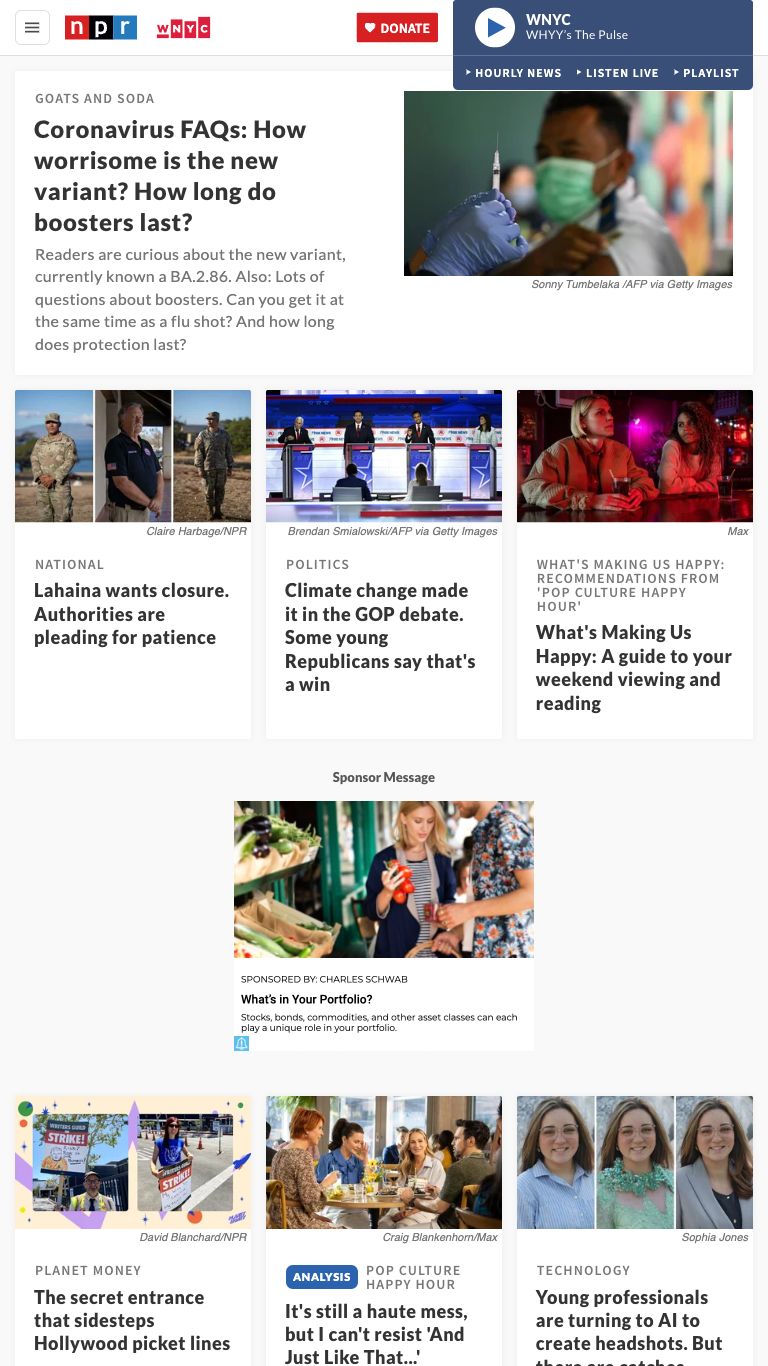 npr
WNYC
DONATE
WNYC
WHYY's The Pulse
HOURLY NEWS
LISTEN LIVE
PLAYLIST
GOATS AND SODA
Coronavirus FAQs: How
worrisome is the new
variant? How long do
boosters last?
Readers are curious about the new variant,
currently known a BA.2.86. Also: Lots of
questions about boosters. Can you get it at
the same time as a flu shot? And how long
does protection last?
Sonny Tumbelaka /AFP via Getty Images
Claire Harbage/NPR
NATIONAL
Lahaina wants closure.
Authorities are
pleading for patience
Brendan Smialowski/AFP via Getty Images
POLITICS
Climate change made
it in the GOP debate.
Some young
Republicans say that's
a win
Max
WHAT'S MAKING US HAPPY:
RECOMMENDATIONS FROM
'POP CULTURE HAPPY
HOUR'
What's Making Us
Happy: A guide to your
weekend viewing and
reading
Sponsor Message
SPONSORED BY: CHARLES SCHWAB
What's in Your Portfolio?
Stocks, bonds, commodities, and other asset classes can each
play a unique role in your portfolio.
WRITERS GUILD
STRIKE!
STRIKE!
David Blanchard/NPR
PLANET MONEY
The secret entrance
that sidesteps
Hollywood picket lines
Craig Blankenhorn/Max
ANALYSIS
POP CULTURE
HAPPY HOUR
It's still a haute mess,
but I can't resist 'And
Just Like That...'
Sophia Jones
TECHNOLOGY
Young professionals
are turning to AI to
create headshots. But
there are catches